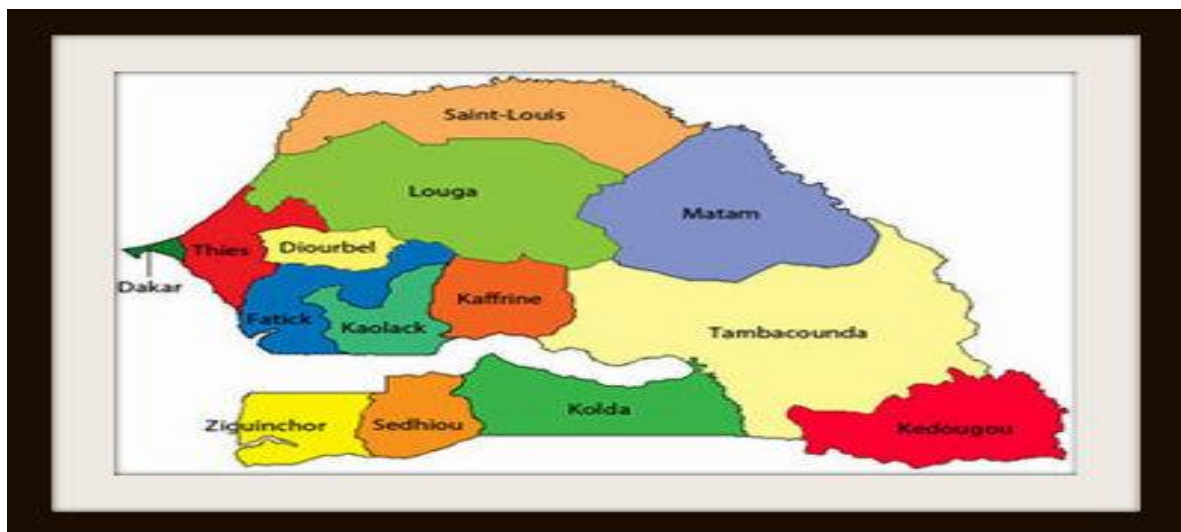 Saint-Louis
Louga
Matam
Thies
Diourbel
Dakar
Kaffrine
Fatick
Kaolack
Tambacounda
Kolda
Ziguinchor
Sedhiou
Kedougou